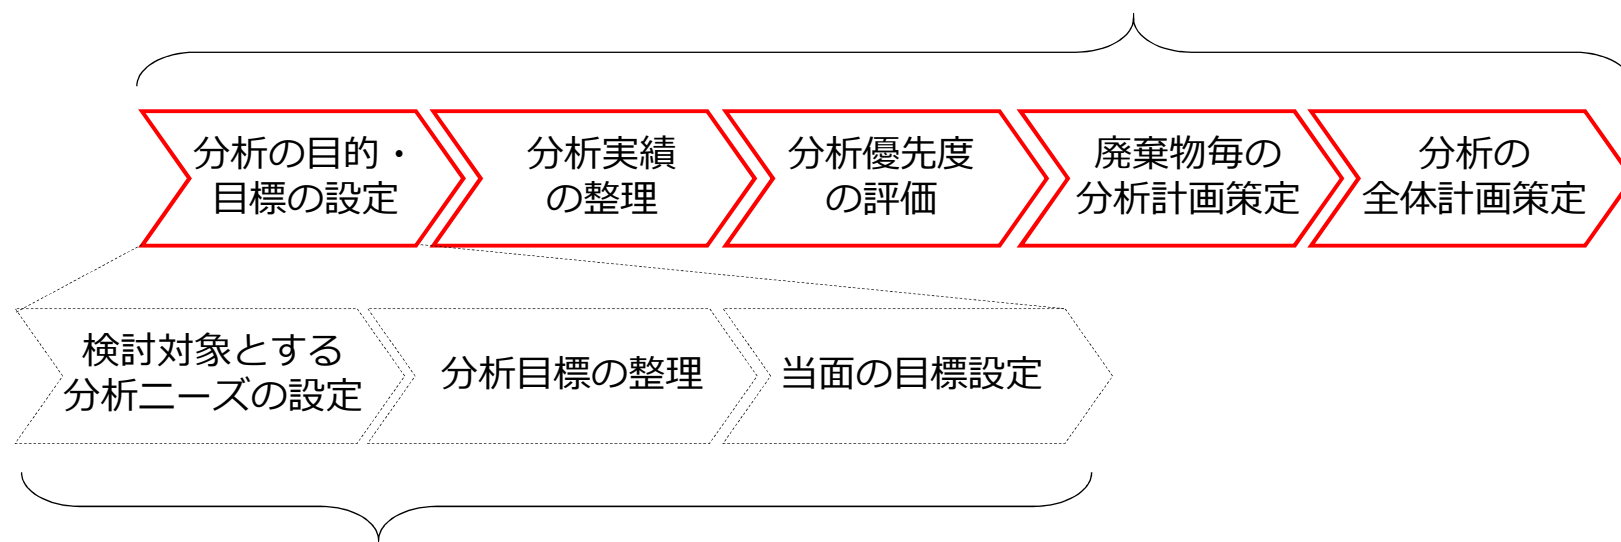 分析の目的・
目標の設定
分析実績
の整理
分析優先度
の評価
廃棄物毎の
分析計画策定
分析の
全体計画策定
検討対象とする
分析ニーズの設定
分析目標の整理
当面の目標設定